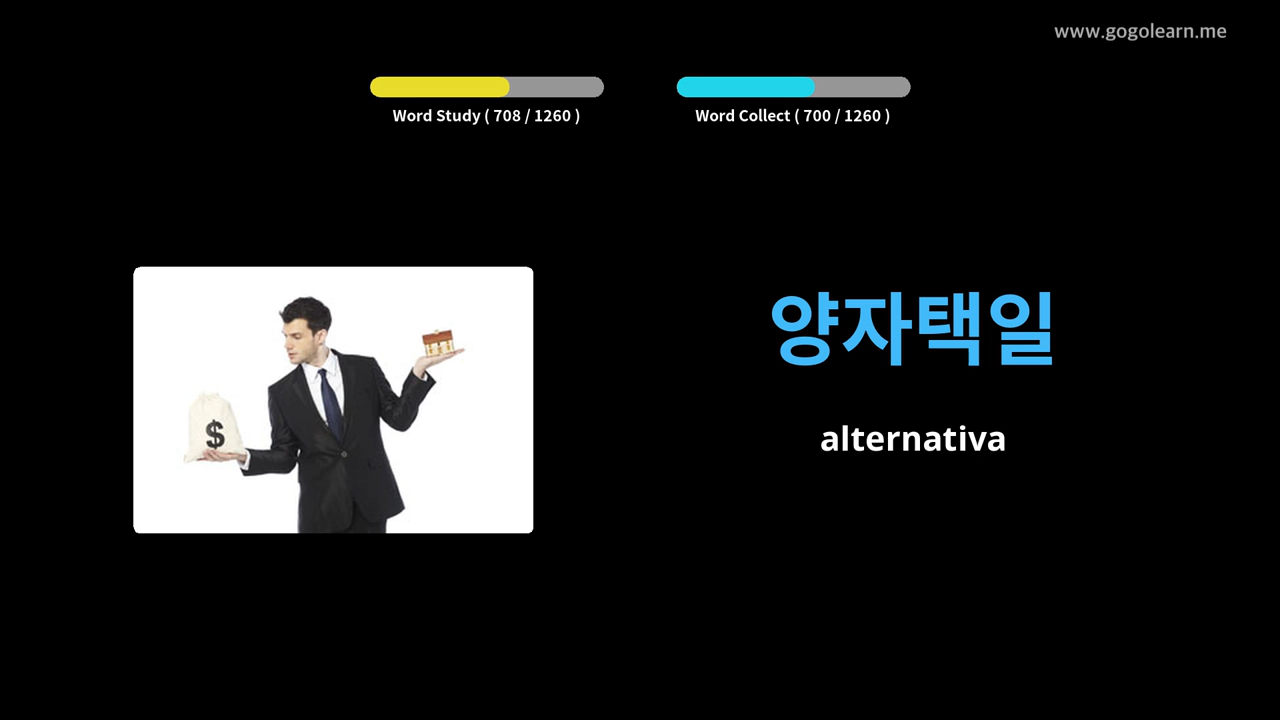 www.gogolearn.me
Word Study ( 708 / 1260 )
Word Collect ( 700 / 1260 )
$
양자택일
alternativa